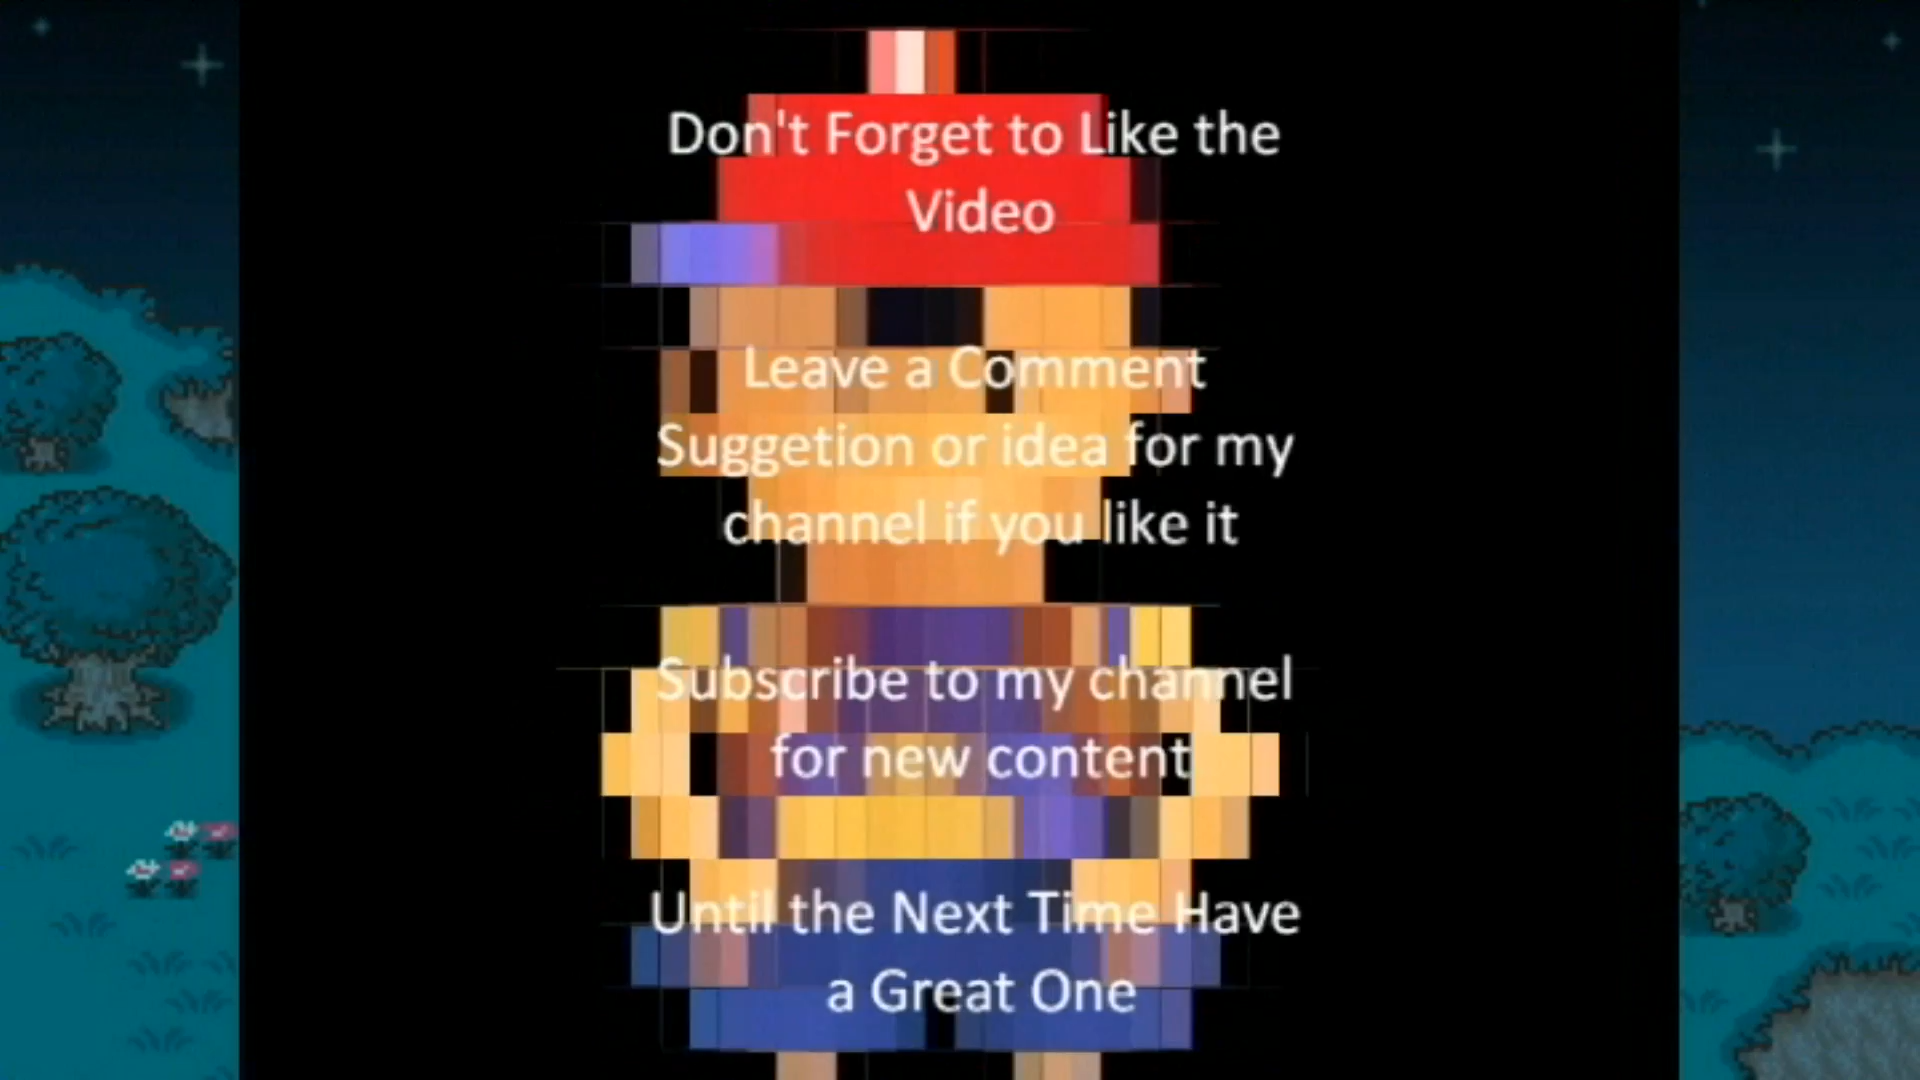 Don't Forget to Like the
Video
Leave a Comment
Suggetion or idea for my
channel if you like it
Subscribe to my channel
for new content
Until the Next Time Have
a Great One